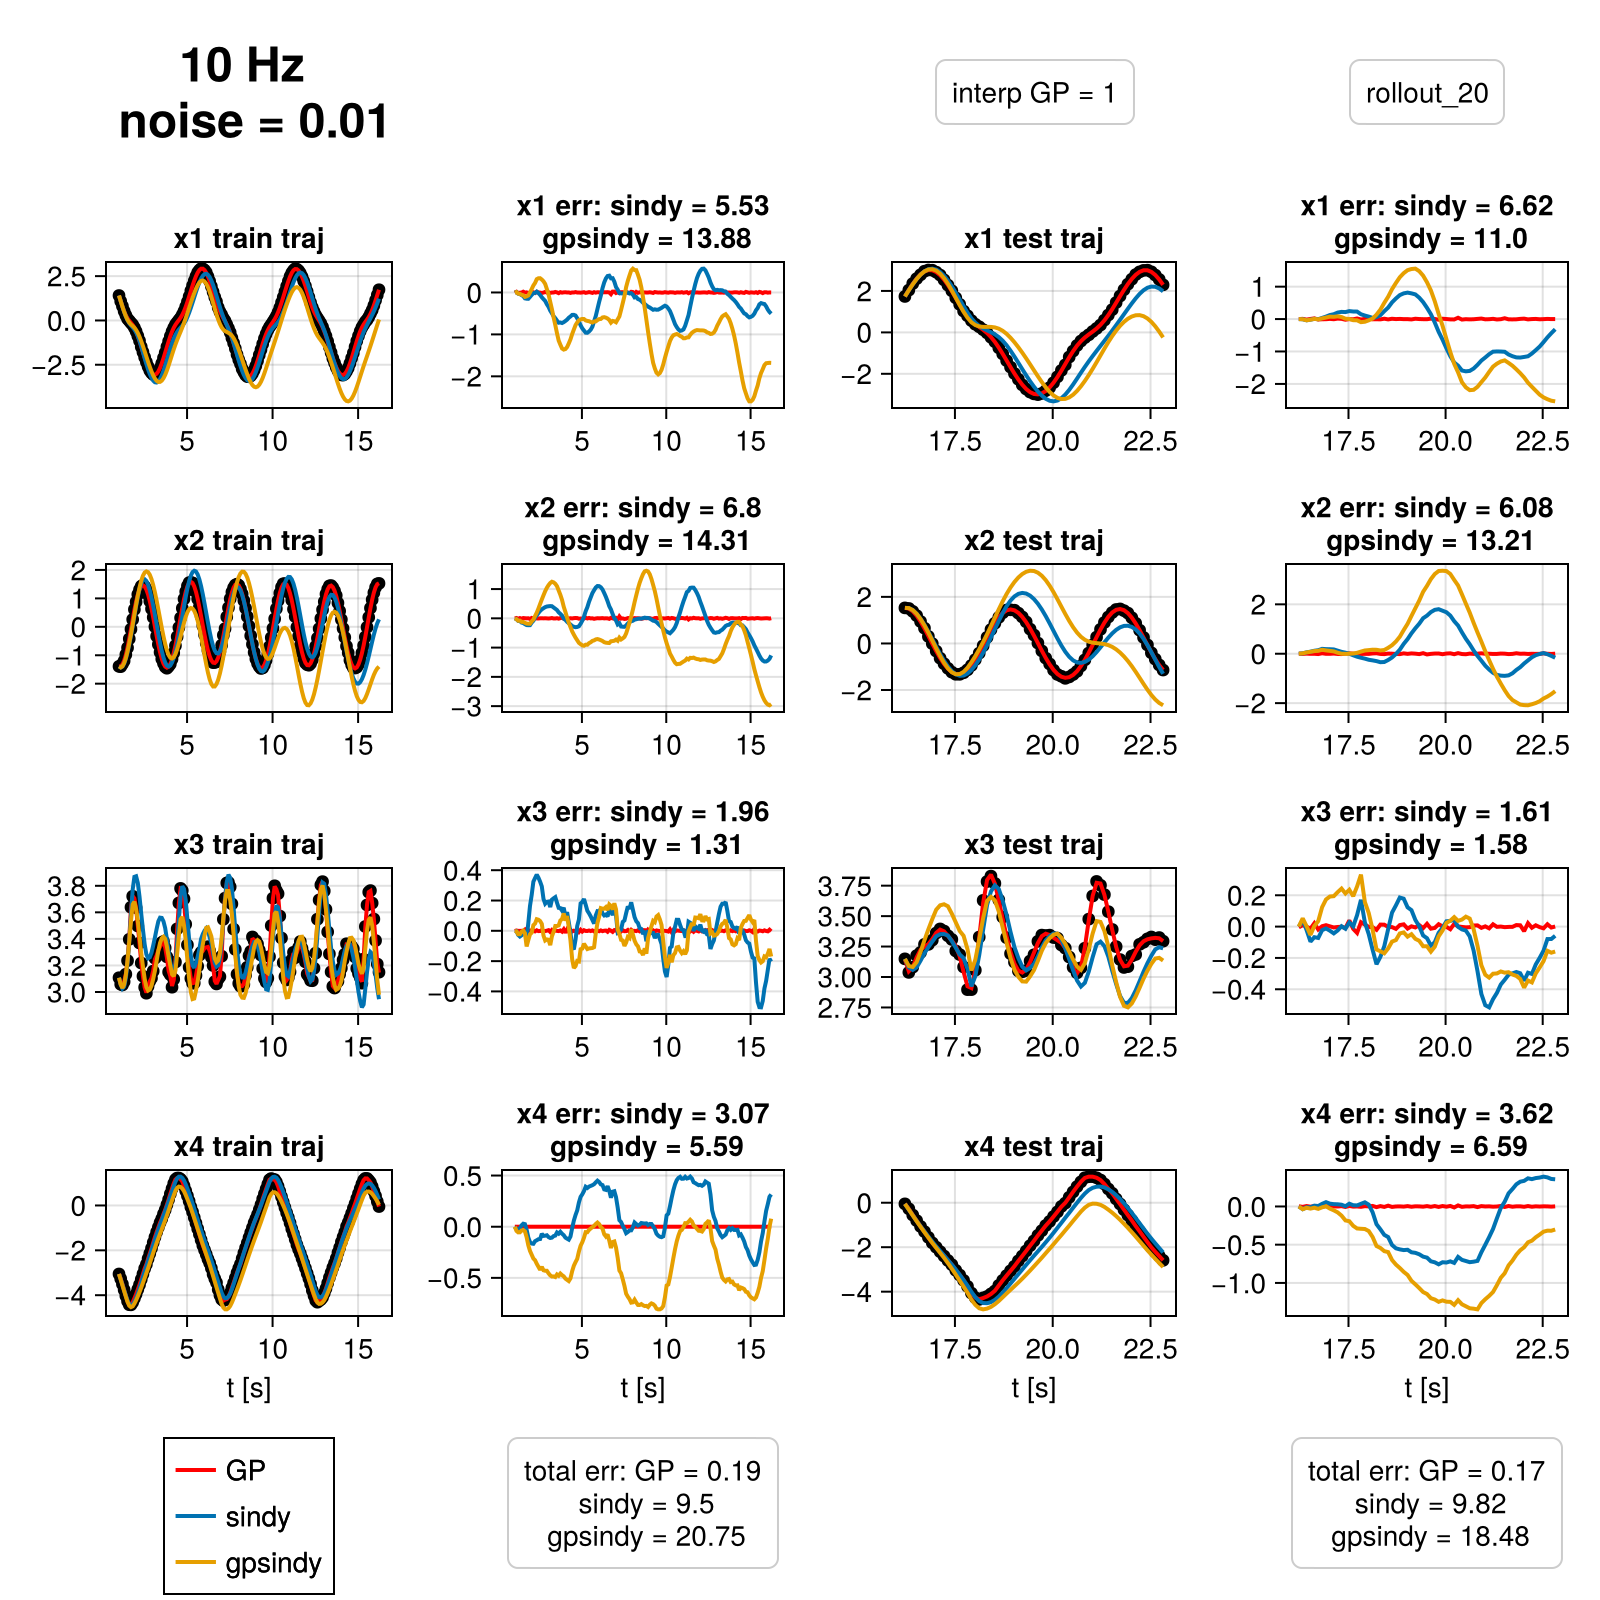 10 Hz
noise = 0.01
interp GP = 1
rollout_20
x1 train traj
2.5
0.0
−2.5
5
10
15
x1 err: sindy = 5.53
gpsindy = 13.88
0
−1
−2
5
10
15
x1 test traj
2
0
−2
17.5
20.0
22.5
x1 err: sindy = 6.62
gpsindy = 11.0
1
0
−1
−2
17.5
20.0
22.5
x2 train traj
2
1
0
−1
−2
5
10
15
x2 err: sindy = 6.8
gpsindy = 14.31
1
0
−1
−2
−3
5
10
15
x2 test traj
2
0
−2
17.5
20.0
22.5
x2 err: sindy = 6.08
gpsindy = 13.21
2
0
−2
17.5
20.0
22.5
x3 train traj
3.8
3.6
3.4
3.2
3.0
5
10
15
x3 err: sindy = 1.96
gpsindy = 1.31
0.4
0.2
0.0
−0.2
−0.4
5
10
15
x3 test traj
3.75
3.50
3.25
3.00
2.75
17.5
20.0
22.5
x3 err: sindy = 1.61
gpsindy = 1.58
0.2
0.0
−0.2
−0.4
17.5
20.0
22.5
x4 train traj
0
−2
−4
5
10
15
t [s]
x4 err: sindy = 3.07
gpsindy = 5.59
0.5
0.0
−0.5
5
10
15
t [s]
x4 test traj
0
−2
−4
17.5
20.0
22.5
t [s]
x4 err: sindy = 3.62
gpsindy = 6.59
0.0
−0.5
−1.0
17.5
20.0
22.5
t [s]
GP
sindy
gpsindy
total err: GP = 0.19
sindy = 9.5
gpsindy = 20.75
total err: GP = 0.17
sindy = 9.82
gpsindy = 18.48